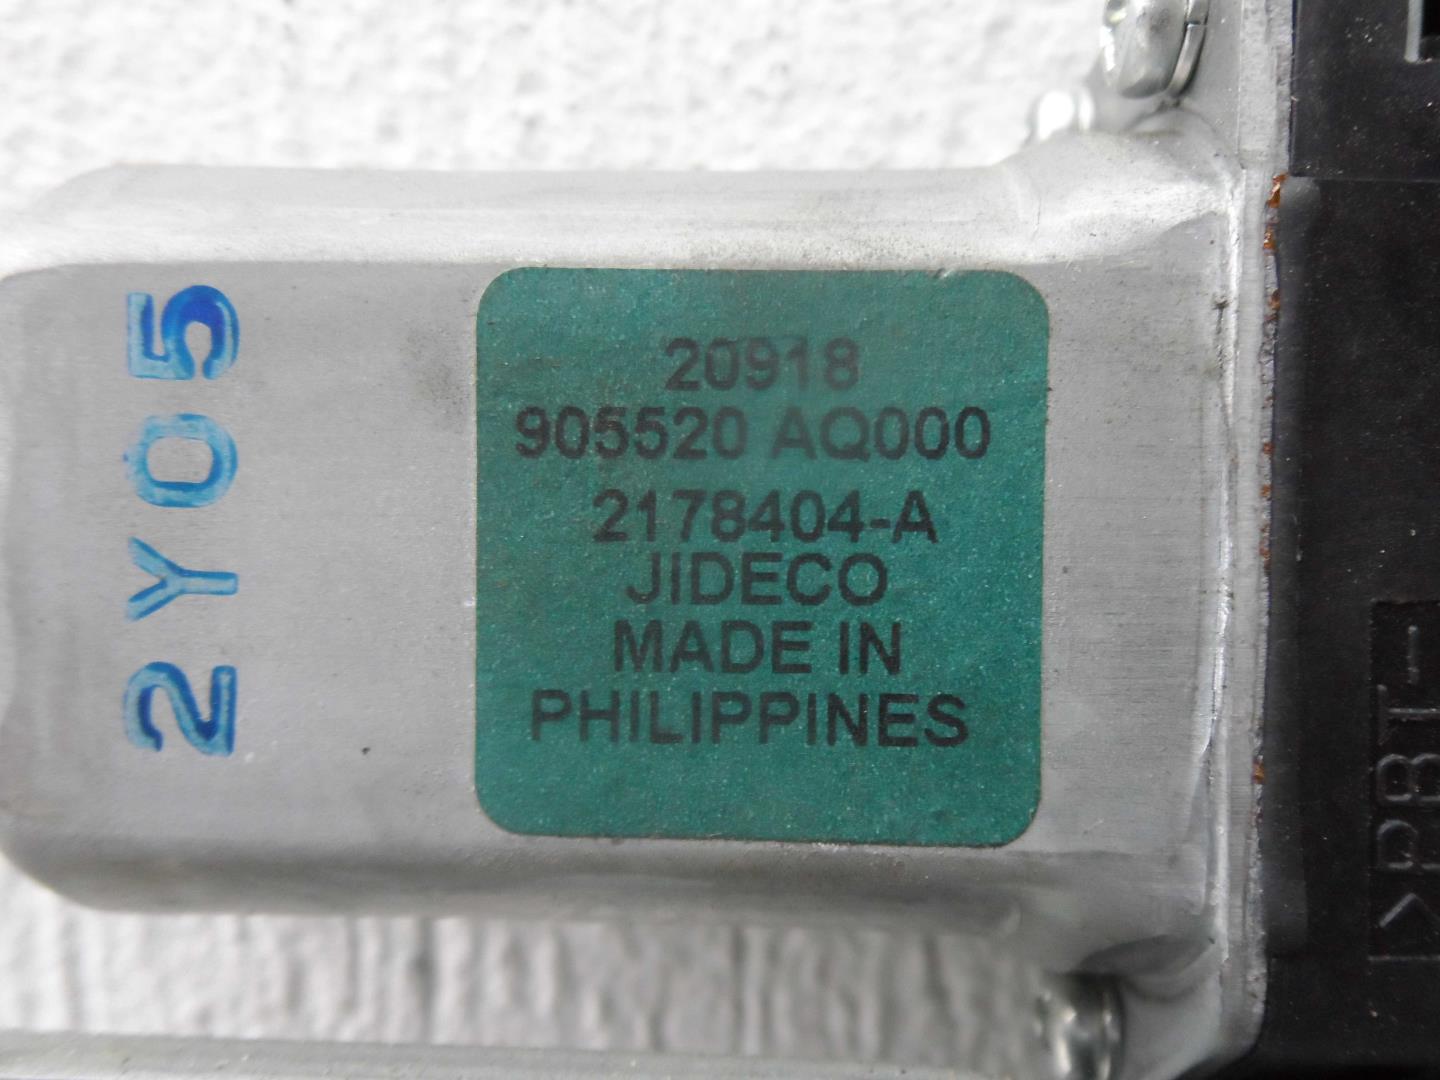 2Y05
20918
905520 AQ000
2178404-A
JIDECO
MADE IN
PHILIPPINES
>PBT-